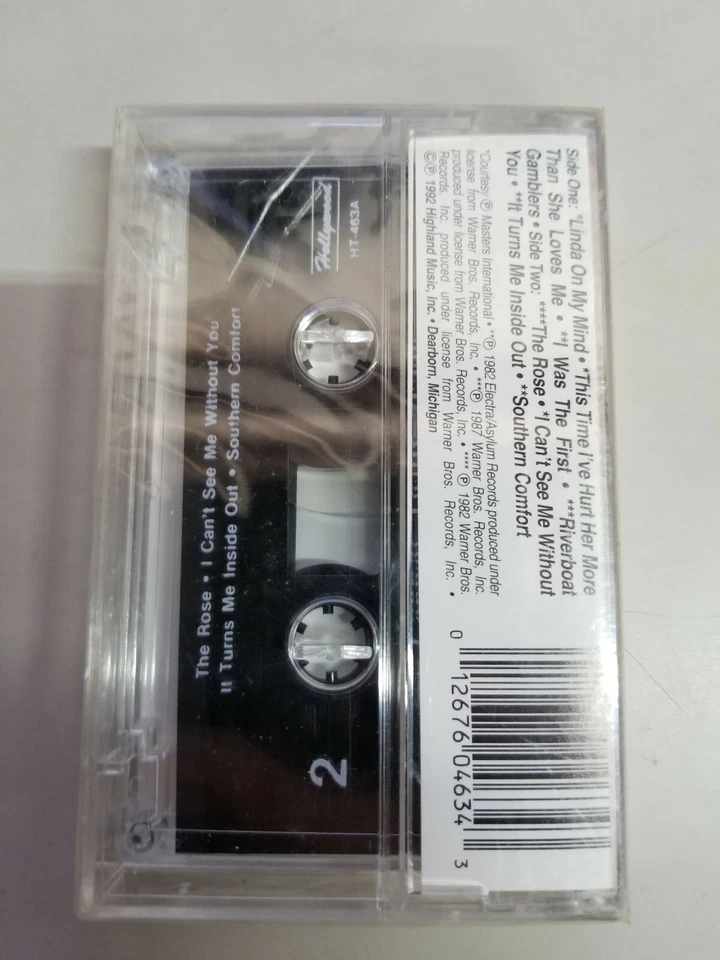 Side One: *Linda On My Mind • *This Time I've Hurt Her More
Than She Loves Me • **I Was The First • ***Riverboat
Gamblers • Side Two: ****The Rose • *I Can't See Me Without
You • **It Turns Me Inside Out • **Southern Comfort
*Courtesy Ⓟ Masters International • **Ⓟ 1982 Electra/Asylum Records produced under
license from Warner Bros. Records, Inc. • ***Ⓟ 1987 Warner Bros. Records, Inc.
produced under license from Warner Bros. Records, Inc. • **** Ⓟ 1982 Warner Bros.
Records, Inc. produced under license from Warner Bros. Records, Inc. •
©Ⓟ 1992 Highland Music, Inc. • Dearborn, Michigan
0 12676 04634 3
Hollywood
HT-463A
2
The Rose • I Can't See Me Without You
It Turns Me Inside Out • Southern Comfort